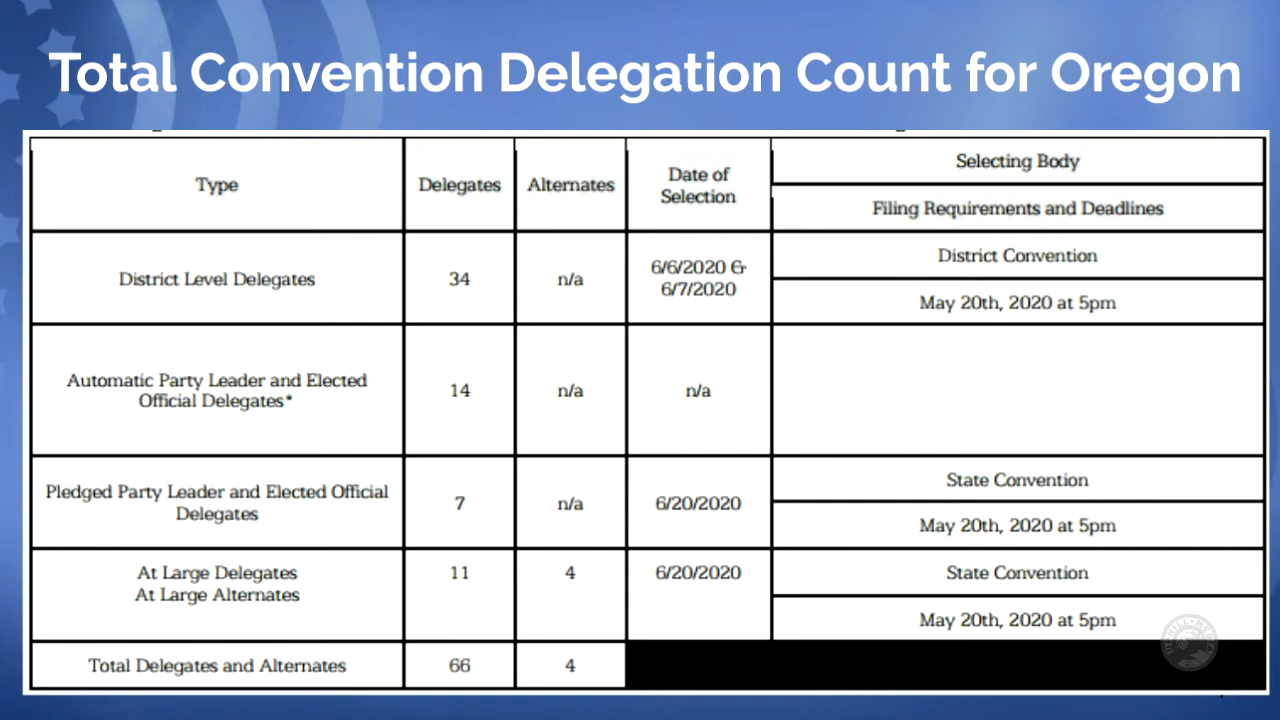 Total Convention Delegation Count for Oregon
Type
Delegates
Alternates
Date of
Selection
Selecting Body
Filing Requirements and Deadlines
District Level Delegates
34
n/a
6/6/2020 &
6/7/2020
District Convention
May 20th, 2020 at 5pm
Automatic Party Leader and Elected
Official Delegates*
14
n/a
n/a
Pledged Party Leader and Elected Official
Delegates
7
n/a
6/20/2020
State Convention
May 20th, 2020 at 5pm
At Large Delegates
At Large Alternates
11
4
6/20/2020
State Convention
May 20th, 2020 at 5pm
Total Delegates and Alternates
66
4